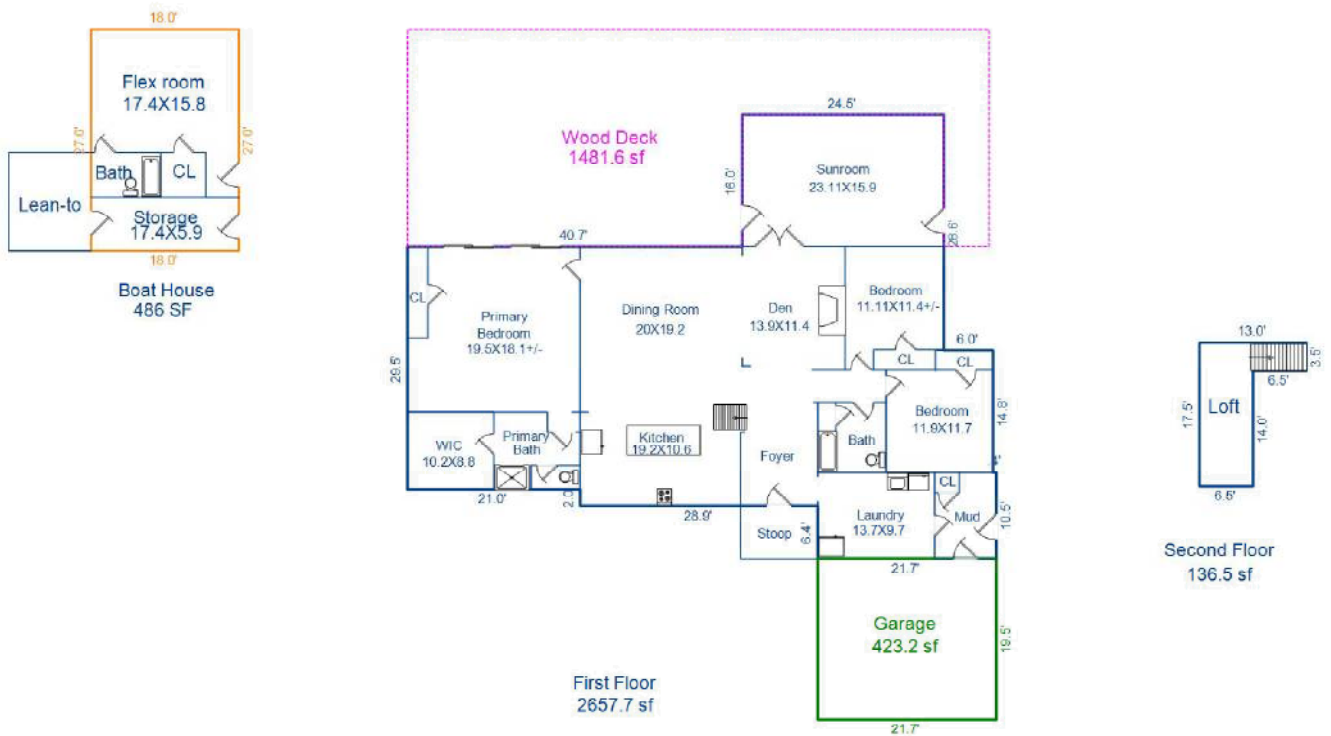 18.0'
Flex room
17.4X15.8
27.0'
27.0'
Bath
CL
Lean-to
Storage
17.4X5.9
18.0'
Boat House
486 SF
Wood Deck
1481.6 sf
24.5'
Sunroom
23.11X15.9
16.0'
28.6'
40.7'
CL
Primary
Bedroom
19.5X18.1+/-
29.5'
Dining Room
20X19.2
Den
13.9X11.4
Bedroom
11.11X11.4+/-
6.0'
CL
CL
Bedroom
11.9X11.7
14.8'
WIC
10.2X8.8
Primary
Bath
Kitchen
19.2X10.6
Foyer
Bath
21.0'
2.0'
28.9'
Stoop
6.4'
Laundry
13.7X9.7
CL
Mud
10.5'
21.7'
Garage
423.2 sf
19.5'
21.7'
First Floor
2657.7 sf
13.0'
3.5'
6.5'
17.5'
Loft
14.0'
6.5'
Second Floor
136.5 sf